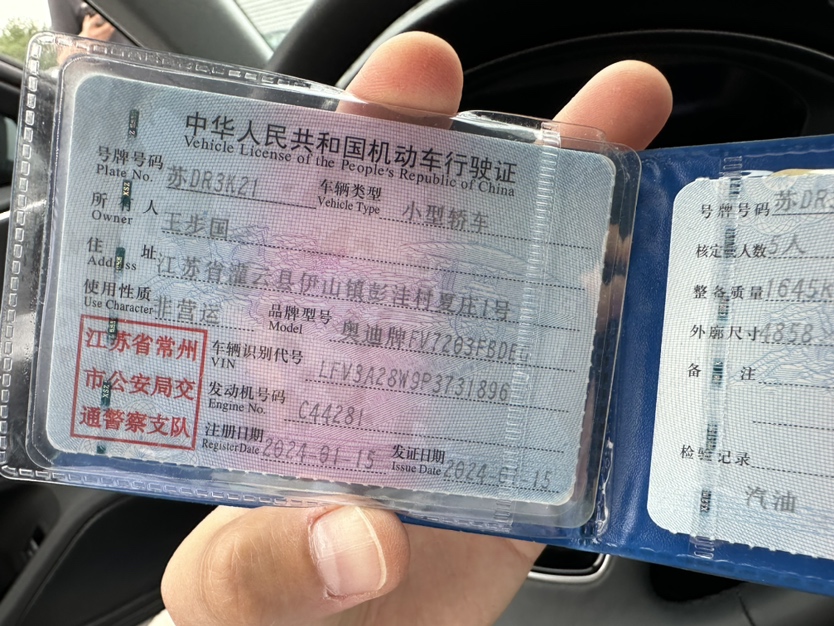 中华人民共和国机动车行驶证
Vehicle License of the People's Republic of China
号牌号码 苏DR3K21 车辆类型 小型轿车
Plate No. Vehicle Type
所有人 王步国
Owner
住址 江苏省灌云县伊山镇彭洼村夏庄1号
Address
使用性质 非营运 品牌型号 奥迪牌FV7203FBDEG
Use Character Model
江苏省常州
市公安局交
通警察支队
车辆识别代号 LFV3A28W9P3731896
VIN
发动机号码 C44281
Engine No.
注册日期 2024-01-15 发证日期 2024-01-15
Register Date Issue Date
号牌号码 苏DR3
核定载人数 5人
整备质量 1645K
外廓尺寸 4858
备注
检验记录
汽油